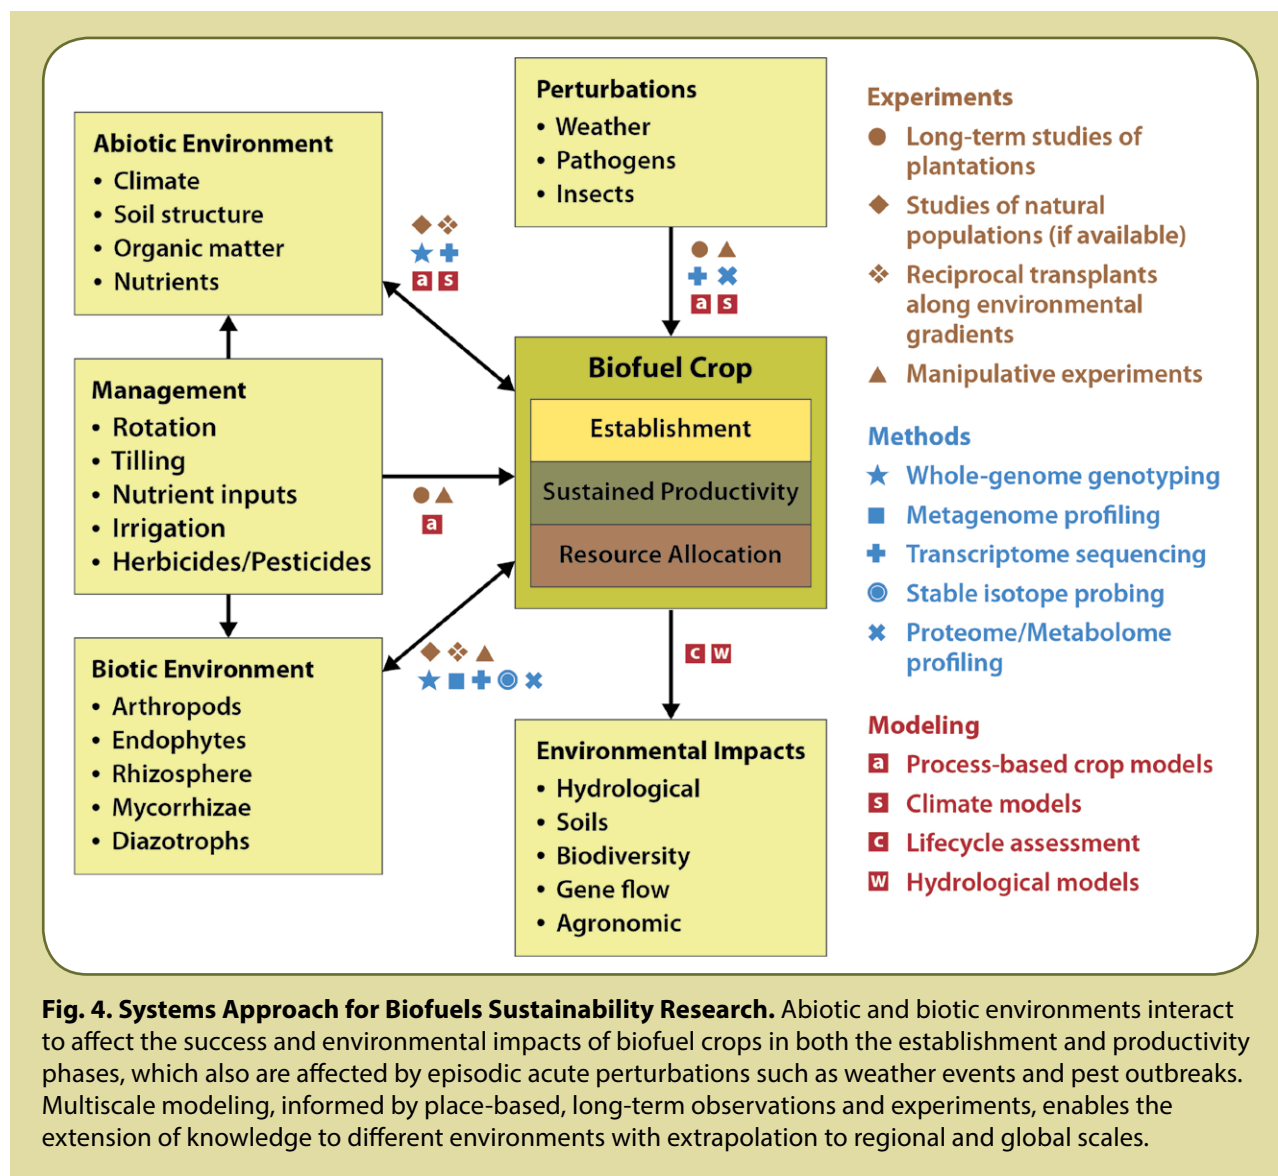 Abiotic Environment
• Climate
• Soil structure
• Organic matter
• Nutrients
Perturbations
• Weather
• Pathogens
• Insects
a s
a s
Management
• Rotation
• Tilling
• Nutrient inputs
• Irrigation
• Herbicides/Pesticides
a
Biofuel Crop
Establishment
Sustained Productivity
Resource Allocation
Biotic Environment
• Arthropods
• Endophytes
• Rhizosphere
• Mycorrhizae
• Diazotrophs
c w
Environmental Impacts
• Hydrological
• Soils
• Biodiversity
• Gene flow
• Agronomic
Experiments
Long-term studies of
plantations
Studies of natural
populations (if available)
Reciprocal transplants
along environmental
gradients
Manipulative experiments
Methods
Whole-genome genotyping
Metagenome profiling
Transcriptome sequencing
Stable isotope probing
Proteome/Metabolome
profiling
Modeling
a Process-based crop models
s Climate models
c Lifecycle assessment
w Hydrological models
Fig. 4. Systems Approach for Biofuels Sustainability Research. Abiotic and biotic environments interact
to affect the success and environmental impacts of biofuel crops in both the establishment and productivity
phases, which also are affected by episodic acute perturbations such as weather events and pest outbreaks.
Multiscale modeling, informed by place-based, long-term observations and experiments, enables the
extension of knowledge to different environments with extrapolation to regional and global scales.